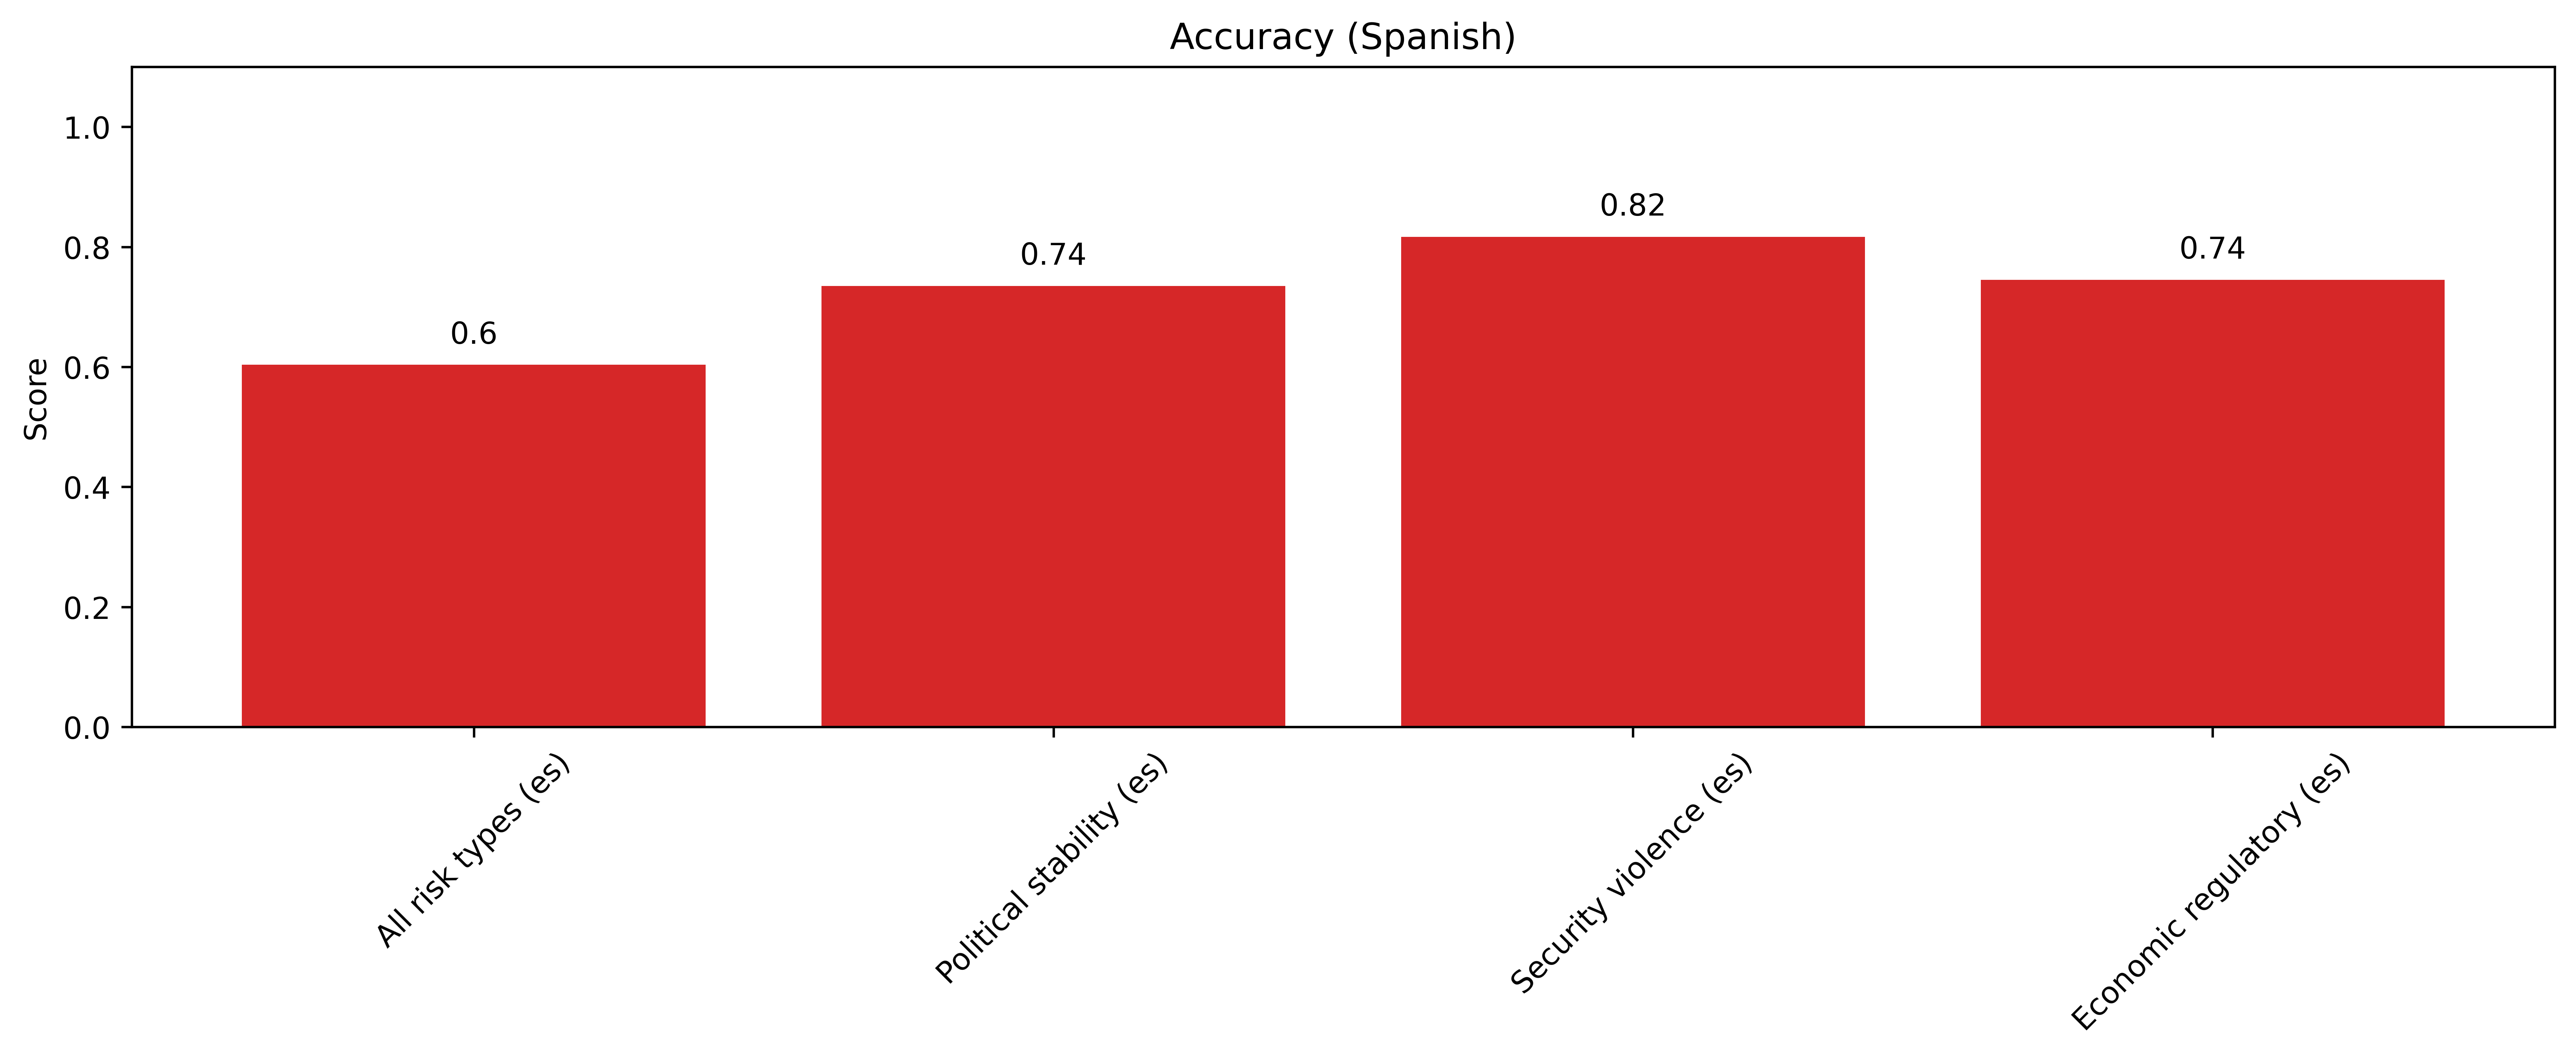 Accuracy (Spanish)
Score
1.0
0.8
0.6
0.4
0.2
0.0
0.6
0.74
0.82
0.74
All risk types (es)
Political stability (es)
Security violence (es)
Economic regulatory (es)